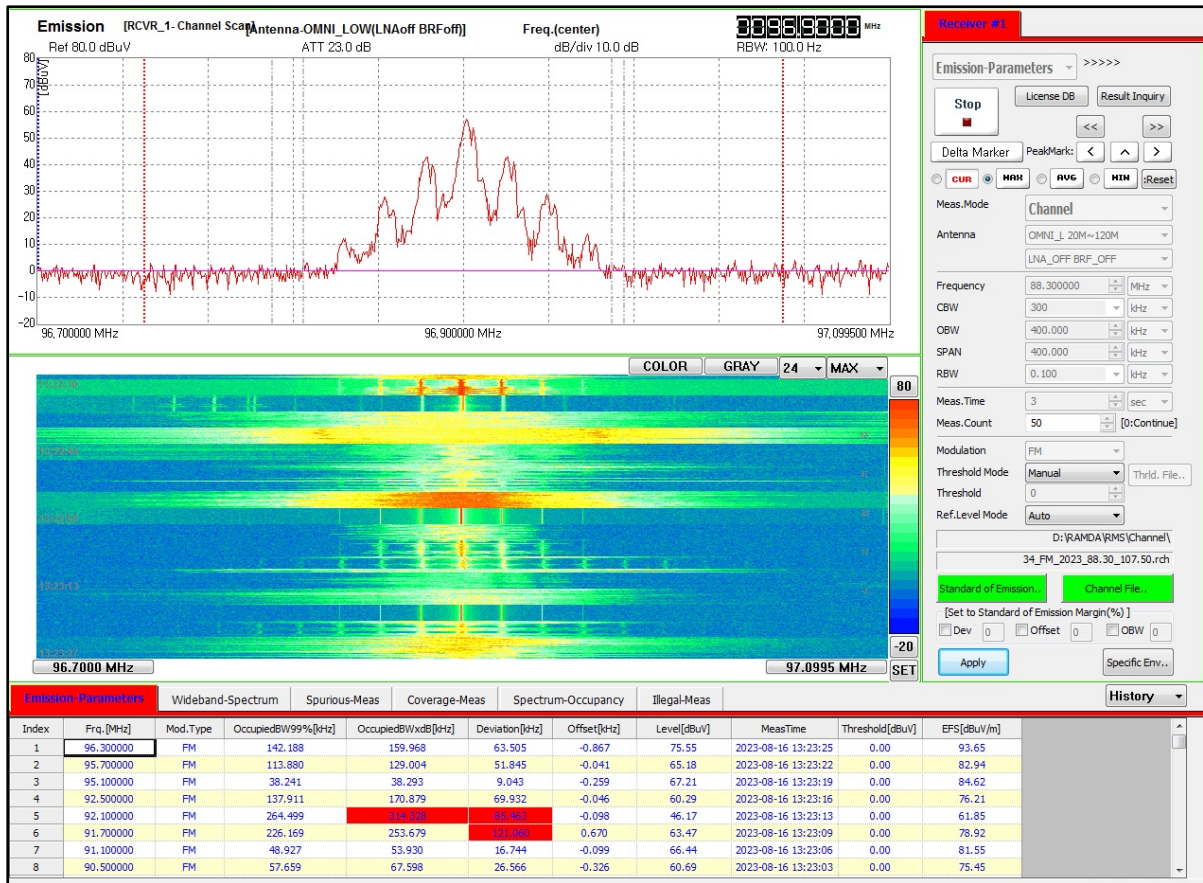 Emission [RCVR_1- Channel Scan] [Antenna-OMNI_LOW(LNAoff BRFoff)] Freq.(center) MHz
Ref 80.0 dBuV ATT 23.0 dB dB/div 10.0 dB RBW: 100.0 Hz
80
[dBuV]
70
60
50
40
30
20
10
0
-10
-20
96,700000 MHz 96,900000 MHz 97,099500 MHz
COLOR GRAY 24 MAX
80
13:23:13
13:23:27
-20
96.7000 MHz 97.0995 MHz SET
Receiver #1
Emission-Parameters >>>>>
Stop License DB Result Inquiry
<< >>
Delta Marker PeakMark: < ^ >
CUR MAX AVG MIN :Reset
Meas.Mode Channel
Antenna OMNI_L 20M~120M
LNA_OFF BRF_OFF
Frequency 88.300000 MHz
CBW 300 kHz
OBW 400.000 kHz
SPAN 400.000 kHz
RBW 0.100 kHz
Meas.Time 3 sec
Meas.Count 50 [0:Continue]
Modulation FM
Threshold Mode Manual Thrld. File..
Threshold 0
Ref.Level Mode Auto
D:\RAMDA\RMS\Channel\
34_FM_2023_88.30_107.50.rch
Standard of Emission.. Channel File..
[Set to Standard of Emission Margin(%) ]
Dev 0 Offset 0 OBW 0
Apply Specific Env..
Emission-Parameters Wideband-Spectrum Spurious-Meas Coverage-Meas Spectrum-Occupancy Illegal-Meas History
Index Frq.[MHz] Mod.Type OccupiedBW99%[kHz] OccupiedBWxdB[kHz] Deviation[kHz] Offset[kHz] Level[dBuV] MeasTime Threshold[dBuV] EFS[dBuV/m]
1 96.300000 FM 142.188 159.968 63.505 -0.867 75.55 2023-08-16 13:23:25 0.00 93.65
2 95.700000 FM 113.880 129.004 51.845 -0.041 65.18 2023-08-16 13:23:22 0.00 82.94
3 95.100000 FM 38.241 38.293 9.043 -0.259 67.21 2023-08-16 13:23:19 0.00 84.62
4 92.500000 FM 137.911 170.879 69.932 -0.046 60.29 2023-08-16 13:23:16 0.00 76.21
5 92.100000 FM 264.499 314.328 85.463 -0.098 46.17 2023-08-16 13:23:13 0.00 61.85
6 91.700000 FM 226.169 253.679 121.060 0.670 63.47 2023-08-16 13:23:09 0.00 78.92
7 91.100000 FM 48.927 53.930 16.744 -0.099 66.44 2023-08-16 13:23:06 0.00 81.55
8 90.500000 FM 57.659 67.598 26.566 -0.326 60.69 2023-08-16 13:23:03 0.00 75.45